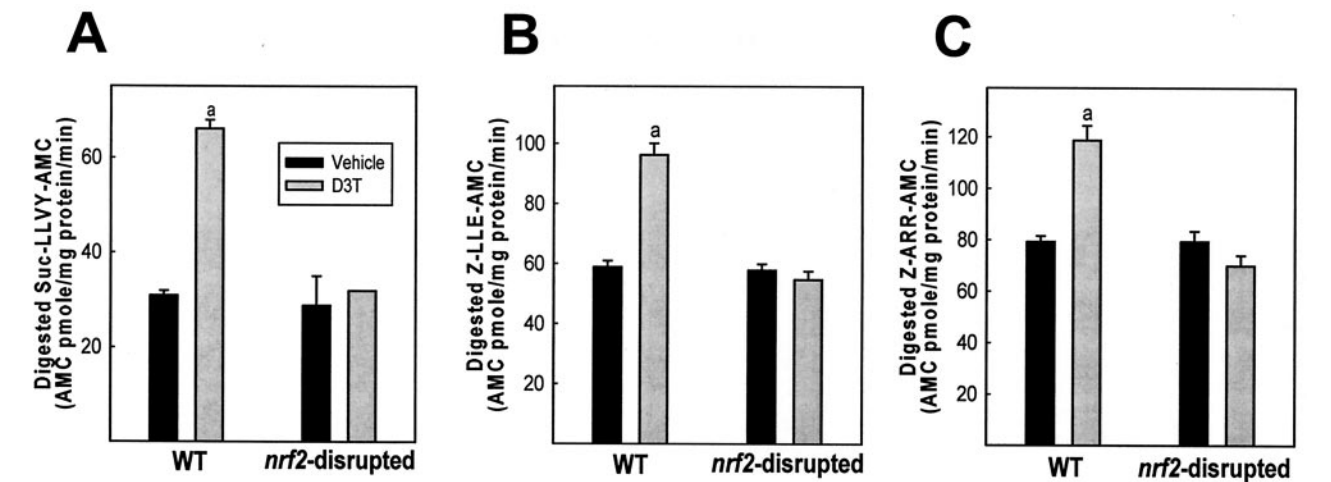 A
Digested Suc-LLVY-AMC
(AMC pmole/mg protein/min)
60
40
20
a
Vehicle
D3T
WT
nrf2-disrupted
B
Digested Z-LLE-AMC
(AMC pmole/mg protein/min)
100
80
60
40
20
a
WT
nrf2-disrupted
C
Digested Z-ARR-AMC
(AMC pmole/mg protein/min)
120
100
80
60
40
20
a
WT
nrf2-disrupted